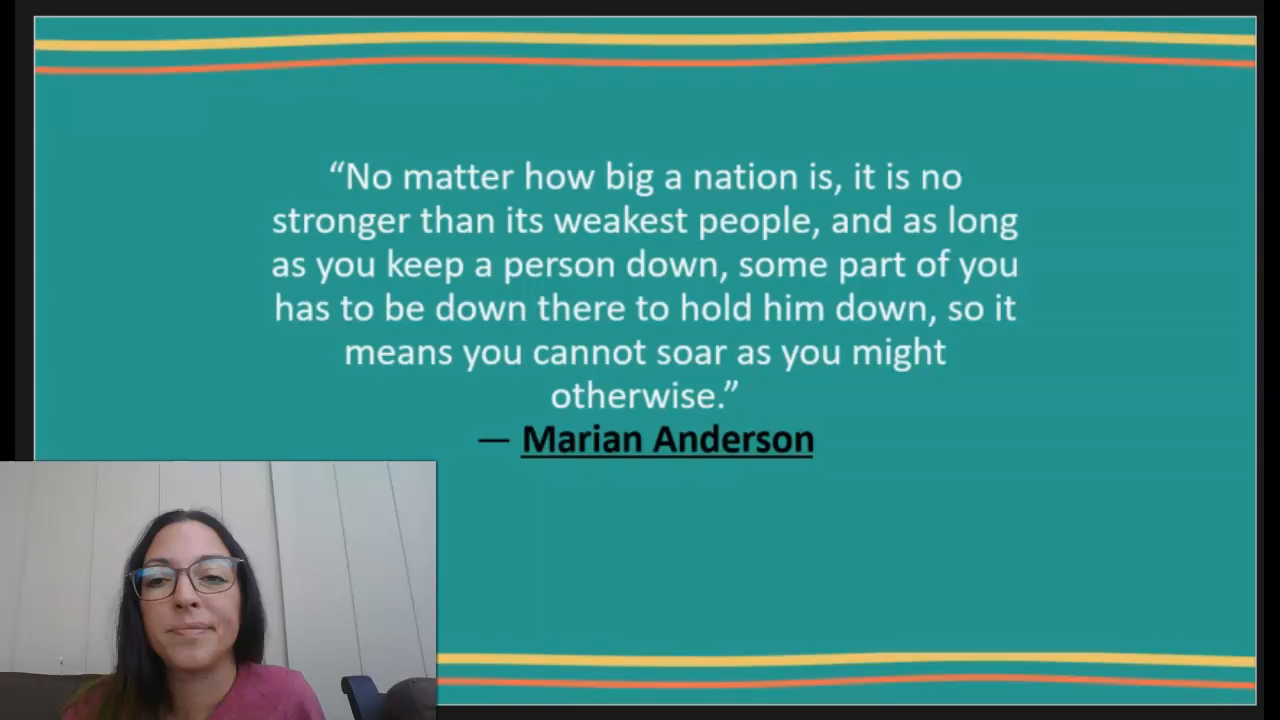 “No matter how big a nation is, it is no
stronger than its weakest people, and as long
as you keep a person down, some part of you
has to be down there to hold him down, so it
means you cannot soar as you might
otherwise.”
— Marian Anderson